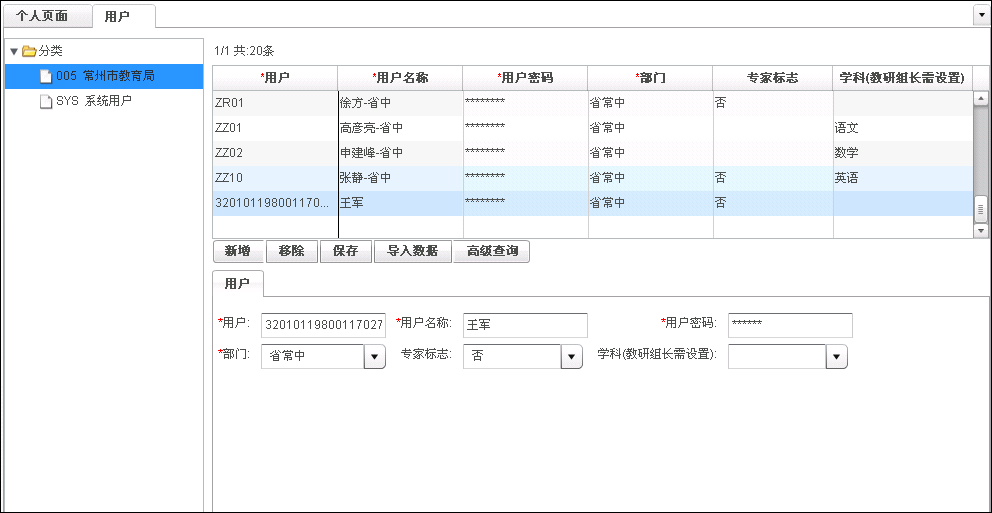 个人页面 用户
分类
005 常州市教育局
SYS 系统用户
1/1 共:20条
*用户 *用户名称 *用户密码 *部门 专家标志 学科(教研组长需设置)
ZR01 徐方-省中 ******** 省常中 否
ZZ01 高彦亮-省中 ******** 省常中 语文
ZZ02 申建峰-省中 ******** 省常中 数学
ZZ10 张静-省中 ******** 省常中 否 英语
320101198001170... 王军 ******** 省常中 否
新增 移除 保存 导入数据 高级查询
用户
*用户: 32010119800117027 *用户名称: 王军 *用户密码: ******
*部门: 省常中 专家标志: 否 学科(教研组长需设置):